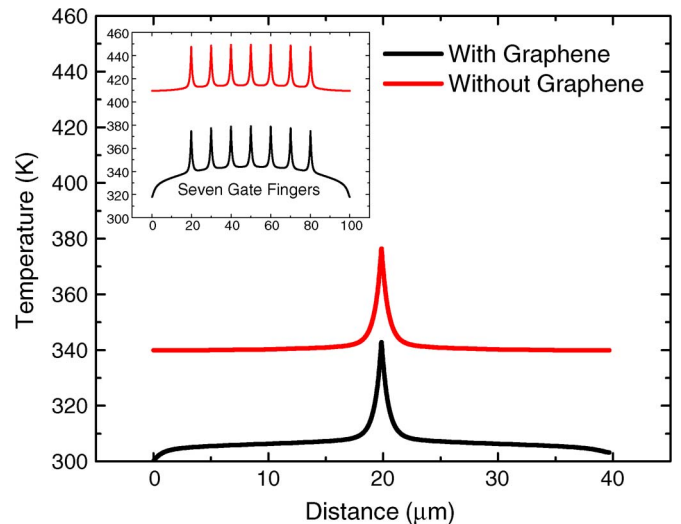 460
440
420
400
380
360
340
320
300
Temperature (K)
460
440
420
400
380
360
340
320
300
Seven Gate Fingers
0 20 40 60 80 100
With Graphene
Without Graphene
0 10 20 30 40
Distance (μm)